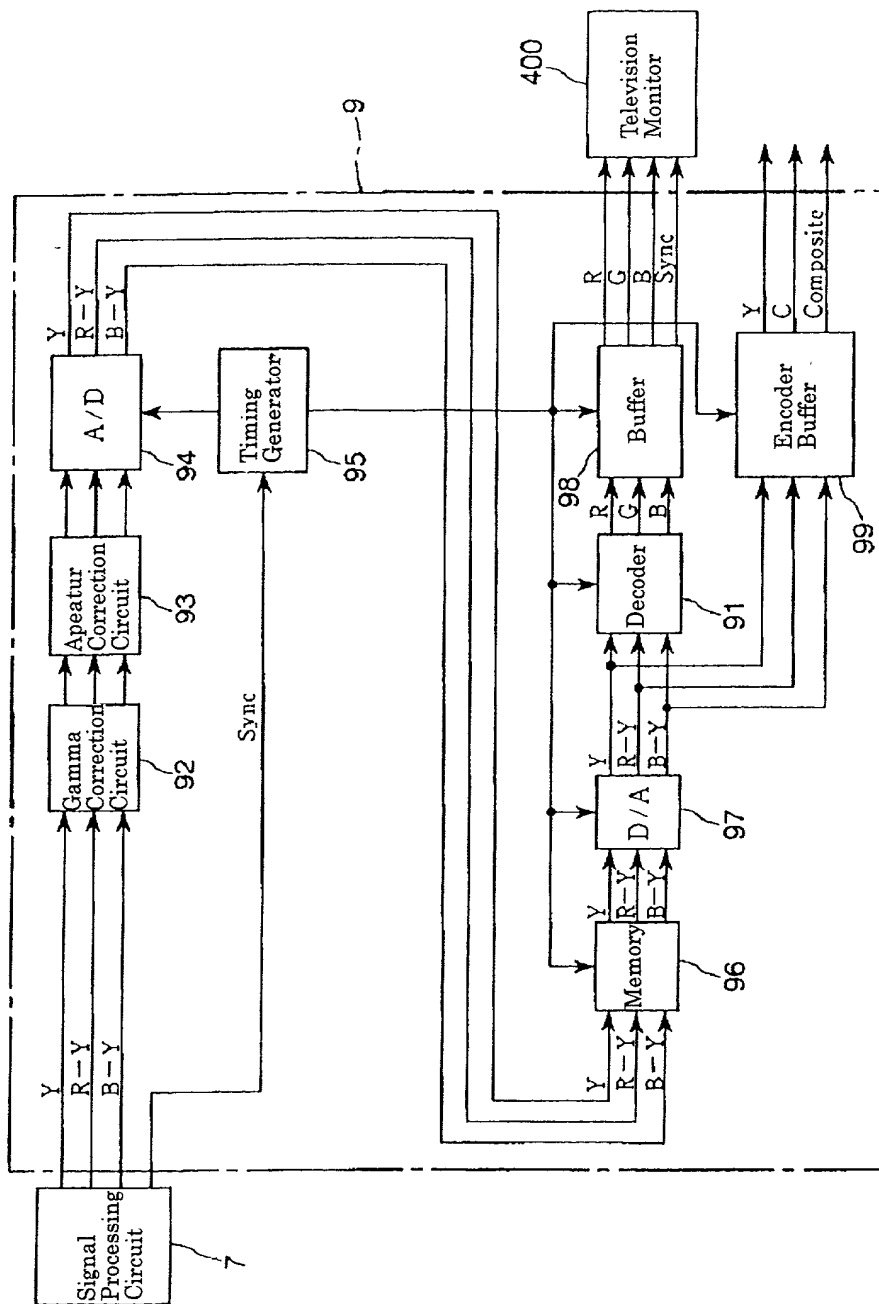 Signal
Processing
Circuit
7
Y
R-Y
B-Y
Sync
Gamma
Correction
Circuit
92
Apeatur
Correction
Circuit
93
A/D
94
Y
R-Y
B-Y
Timing
Generator
95
9
Y
R-Y
B-Y
Memory
96
Y
R-Y
B-Y
D/A
97
Y
R-Y
B-Y
Decoder
91
R
G
B
Buffer
98
R
G
B
Sync
Television
Monitor
400
Encoder
Buffer
99
Y
C
Composite